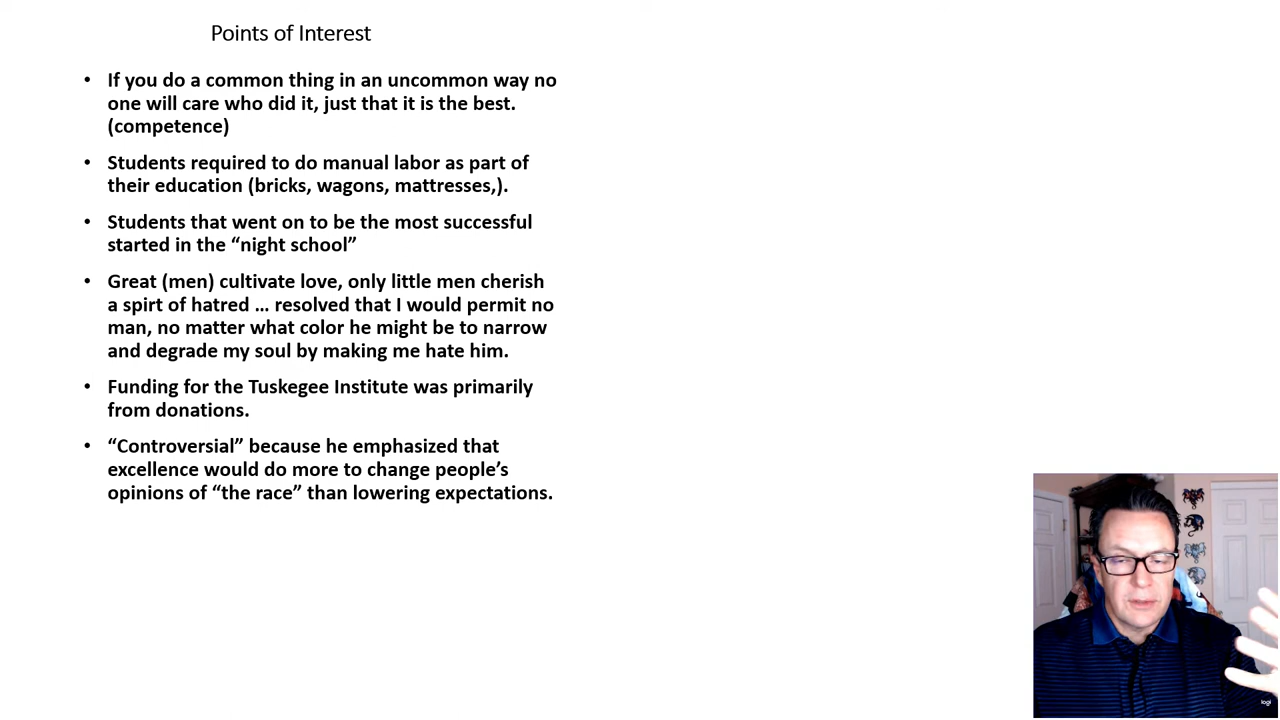 Points of Interest
• If you do a common thing in an uncommon way no
one will care who did it, just that it is the best.
(competence)
• Students required to do manual labor as part of
their education (bricks, wagons, mattresses,).
• Students that went on to be the most successful
started in the “night school”
• Great (men) cultivate love, only little men cherish
a spirt of hatred … resolved that I would permit no
man, no matter what color he might be to narrow
and degrade my soul by making me hate him.
• Funding for the Tuskegee Institute was primarily
from donations.
• “Controversial” because he emphasized that
excellence would do more to change people’s
opinions of “the race” than lowering expectations.
logi